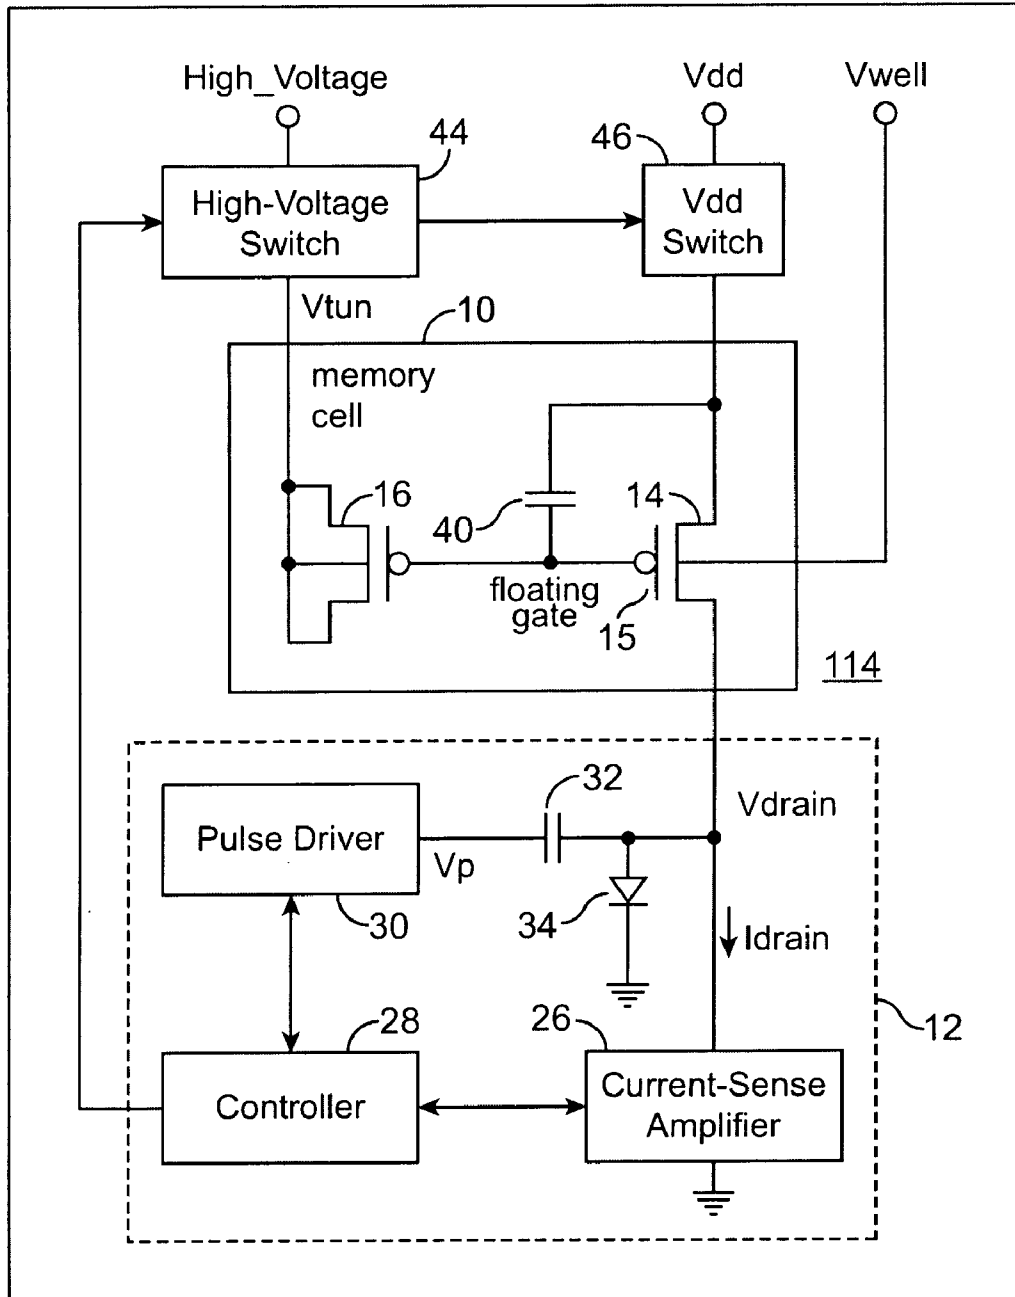 High_Voltage
Vdd
Vwell
44
46
High-Voltage
Switch
Vdd
Switch
Vtun
10
memory
cell
16
40
14
floating
gate
15
114
32
Vdrain
Pulse Driver
Vp
30
34
Idrain
28
26
12
Controller
Current-Sense
Amplifier